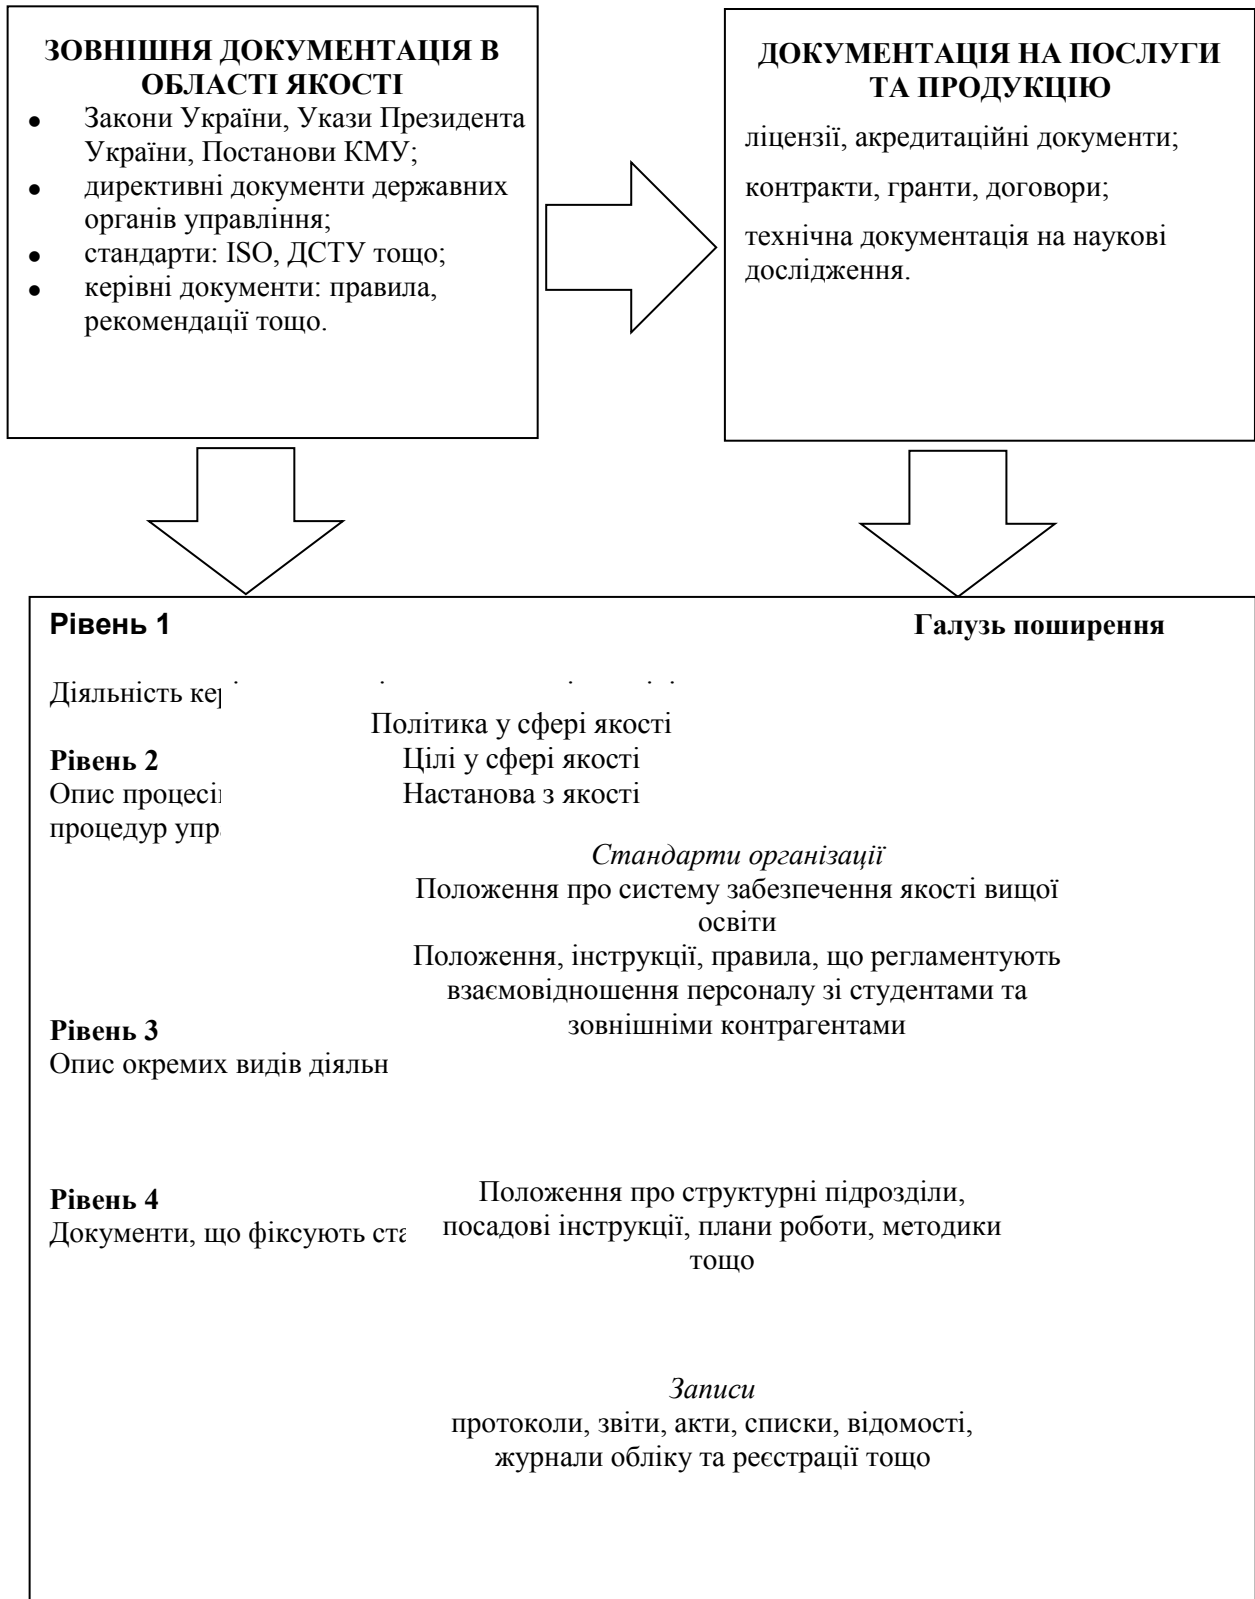 ЗОВНІШНЯ ДОКУМЕНТАЦІЯ В
ОБЛАСТІ ЯКОСТІ
● Закони України, Укази Президента
України, Постанови КМУ;
● директивні документи державних
органів управління;
● стандарти: ISO, ДСТУ тощо;
● керівні документи: правила,
рекомендації тощо.
ДОКУМЕНТАЦІЯ НА ПОСЛУГИ
ТА ПРОДУКЦІЮ
ліцензії, акредитаційні документи;
контракти, гранти, договори;
технічна документація на наукові
дослідження.
Рівень 1
Галузь поширення
Діяльність
Політика у сфері якості
Цілі у сфері якості
Настанова з якості
Рівень 2
Опис
процедур
Стандарти організації
Положення про систему забезпечення якості вищої
освіти
Положення, інструкції, правила, що регламентують
взаємовідношення персоналу зі студентами та
зовнішніми контрагентами
Рівень 3
Опис окремих видів
Положення про структурні підрозділи,
посадові інструкції, плани роботи, методики
тощо
Рівень 4
Документи, що фіксують
Записи
протоколи, звіти, акти, списки, відомості,
журнали обліку та реєстрації тощо